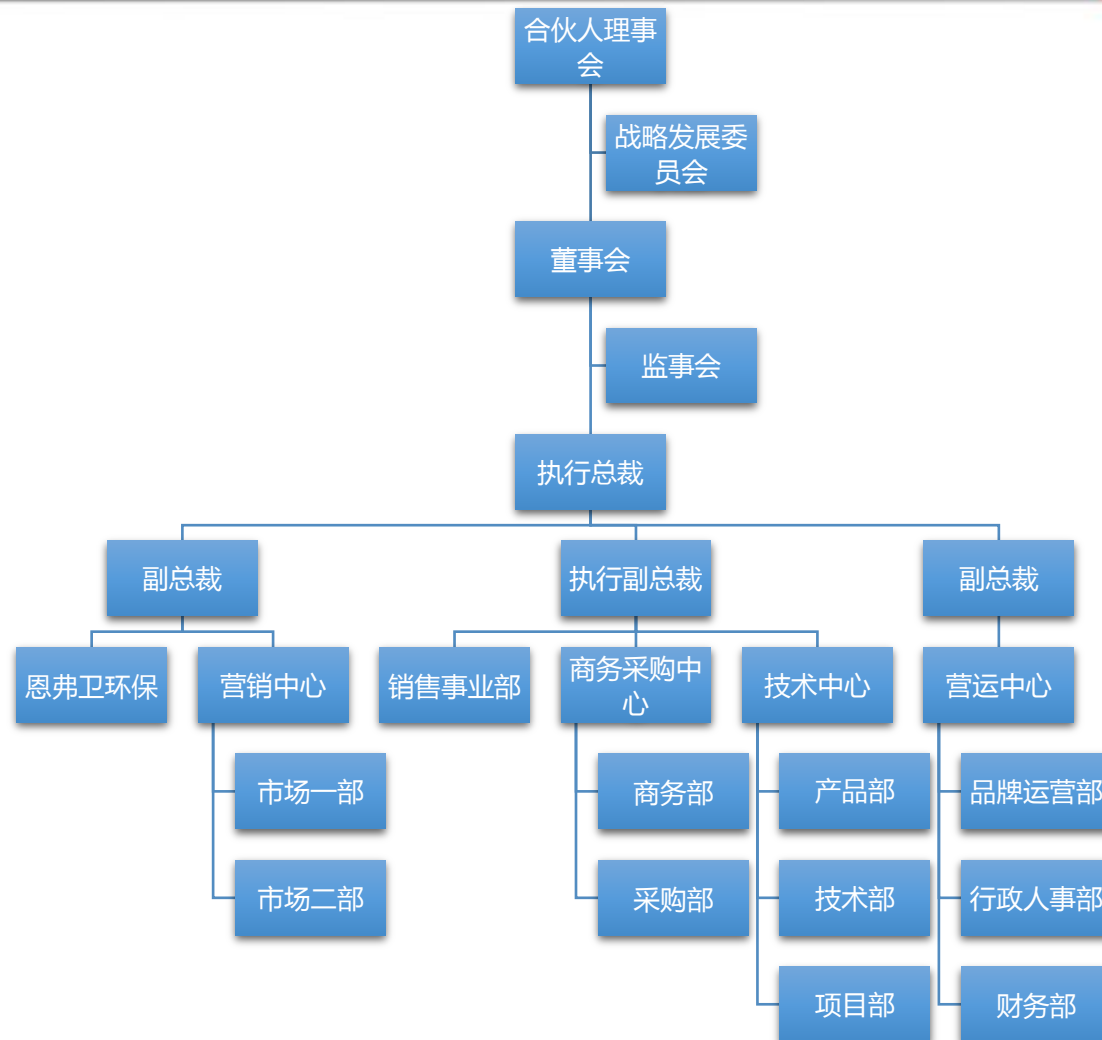 合伙人理事
会
战略发展委
员会
董事会
监事会
执行总裁
副总裁
执行副总裁
副总裁
恩弗卫环保
营销中心
销售事业部
商务采购中
心
技术中心
营运中心
市场一部
商务部
产品部
品牌运营部
市场二部
采购部
技术部
行政人事部
项目部
财务部